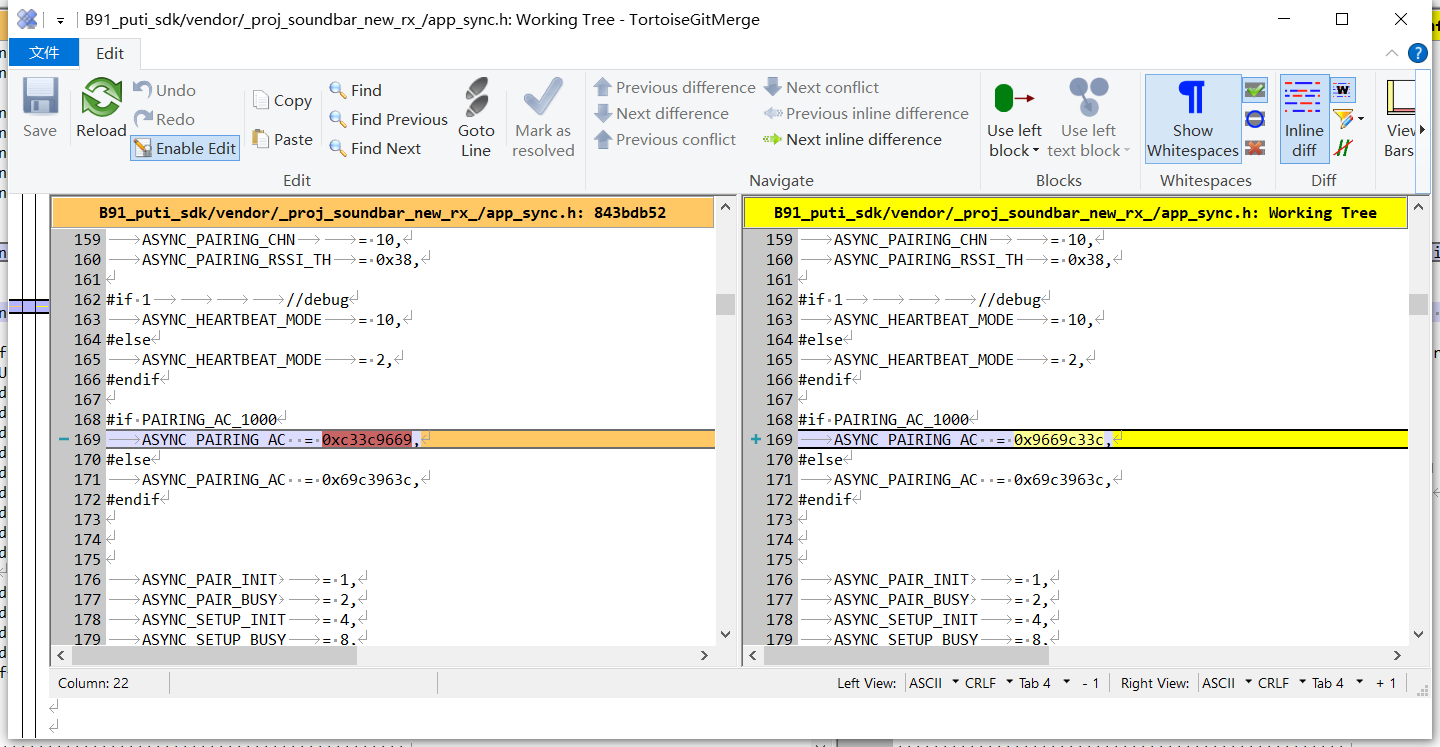 B91_puti_sdk/vendor/_proj_soundbar_new_rx_/app_sync.h: Working Tree - TortoiseGitMerge
文件 Edit
Save
Reload
Undo
Redo
Enable Edit
Copy
Paste
Find
Find Previous
Find Next
Goto
Line
Mark as
resolved
Edit
Previous difference
Next difference
Previous conflict
Next conflict
Previous inline difference
Next inline difference
Navigate
Use left
block
Use left
text block
Blocks
Show
Whitespaces
Whitespaces
Inline
diff
Diff
View
Bars
B91_puti_sdk/vendor/_proj_soundbar_new_rx_/app_sync.h: 843bdb52
159 ASYNC_PAIRING_CHN = 10,
160 ASYNC_PAIRING_RSSI_TH = 0x38,
161
162 #if 1 //debug
163 ASYNC_HEARTBEAT_MODE = 10,
164 #else
165 ASYNC_HEARTBEAT_MODE = 2,
166 #endif
167
168 #if PAIRING_AC_1000
169 ASYNC_PAIRING_AC = 0xc33c9669,
170 #else
171 ASYNC_PAIRING_AC = 0x69c3963c,
172 #endif
173
174
175
176 ASYNC_PAIR_INIT = 1,
177 ASYNC_PAIR_BUSY = 2,
178 ASYNC_SETUP_INIT = 4,
179 ASYNC_SETUP_BUSY = 8,
B91_puti_sdk/vendor/_proj_soundbar_new_rx_/app_sync.h: Working Tree
159 ASYNC_PAIRING_CHN = 10,
160 ASYNC_PAIRING_RSSI_TH = 0x38,
161
162 #if 1 //debug
163 ASYNC_HEARTBEAT_MODE = 10,
164 #else
165 ASYNC_HEARTBEAT_MODE = 2,
166 #endif
167
168 #if PAIRING_AC_1000
169 ASYNC_PAIRING_AC = 0x9669c33c,
170 #else
171 ASYNC_PAIRING_AC = 0x69c3963c,
172 #endif
173
174
175
176 ASYNC_PAIR_INIT = 1,
177 ASYNC_PAIR_BUSY = 2,
178 ASYNC_SETUP_INIT = 4,
179 ASYNC_SETUP_BUSY = 8,
Column: 22
Left View: ASCII CRLF Tab 4 - 1
Right View: ASCII CRLF Tab 4 + 1